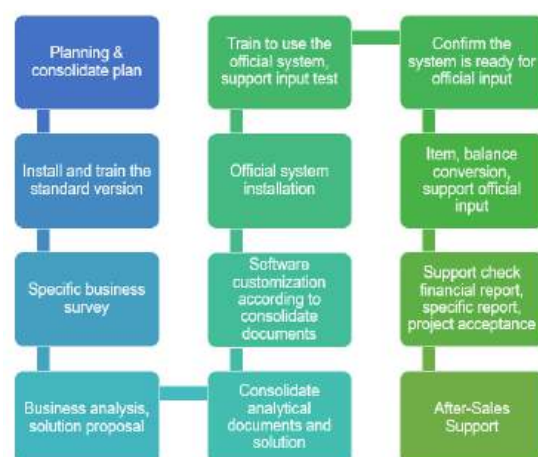 Planning &
consolidate plan
Install and train the
standard version
Specific business
survey
Business analysis,
solution proposal
Consolidate
analytical
documents and
solution
Software
customization
according to
consolidate
documents
Official system
installation
Train to use the
official system,
support input test
Confirm the
system is ready for
official input
Item, balance
conversion,
support official
input
Support check
financial report,
specific report,
project acceptance
After-Sales
Support